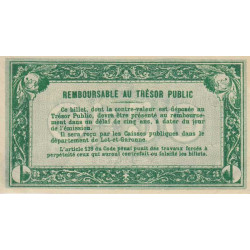 REMBOURSABLE AU TRÉSOR PUBLIC
Ce billet, dont la contre-valeur est déposée au
Trésor Public, devra être présenté au rembourse-
ment dans un délai de cinq ans, à dater du jour
de l'émission.
Il sera reçu par les Caisses publiques dans le
département de Lot-et-Garonne.
L'article 139 du Code pénal punit des travaux forcés à
perpétuité ceux qui auront contrefait ou falsifié les billets.